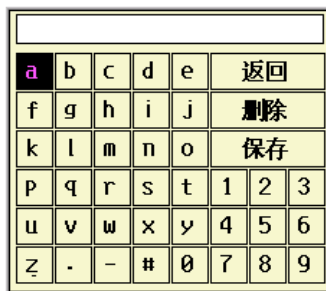 a b c d e 返回
f g h i j 删除
k l m n o 保存
p q r s t 1 2 3
u v w x y 4 5 6
z . - # 0 7 8 9